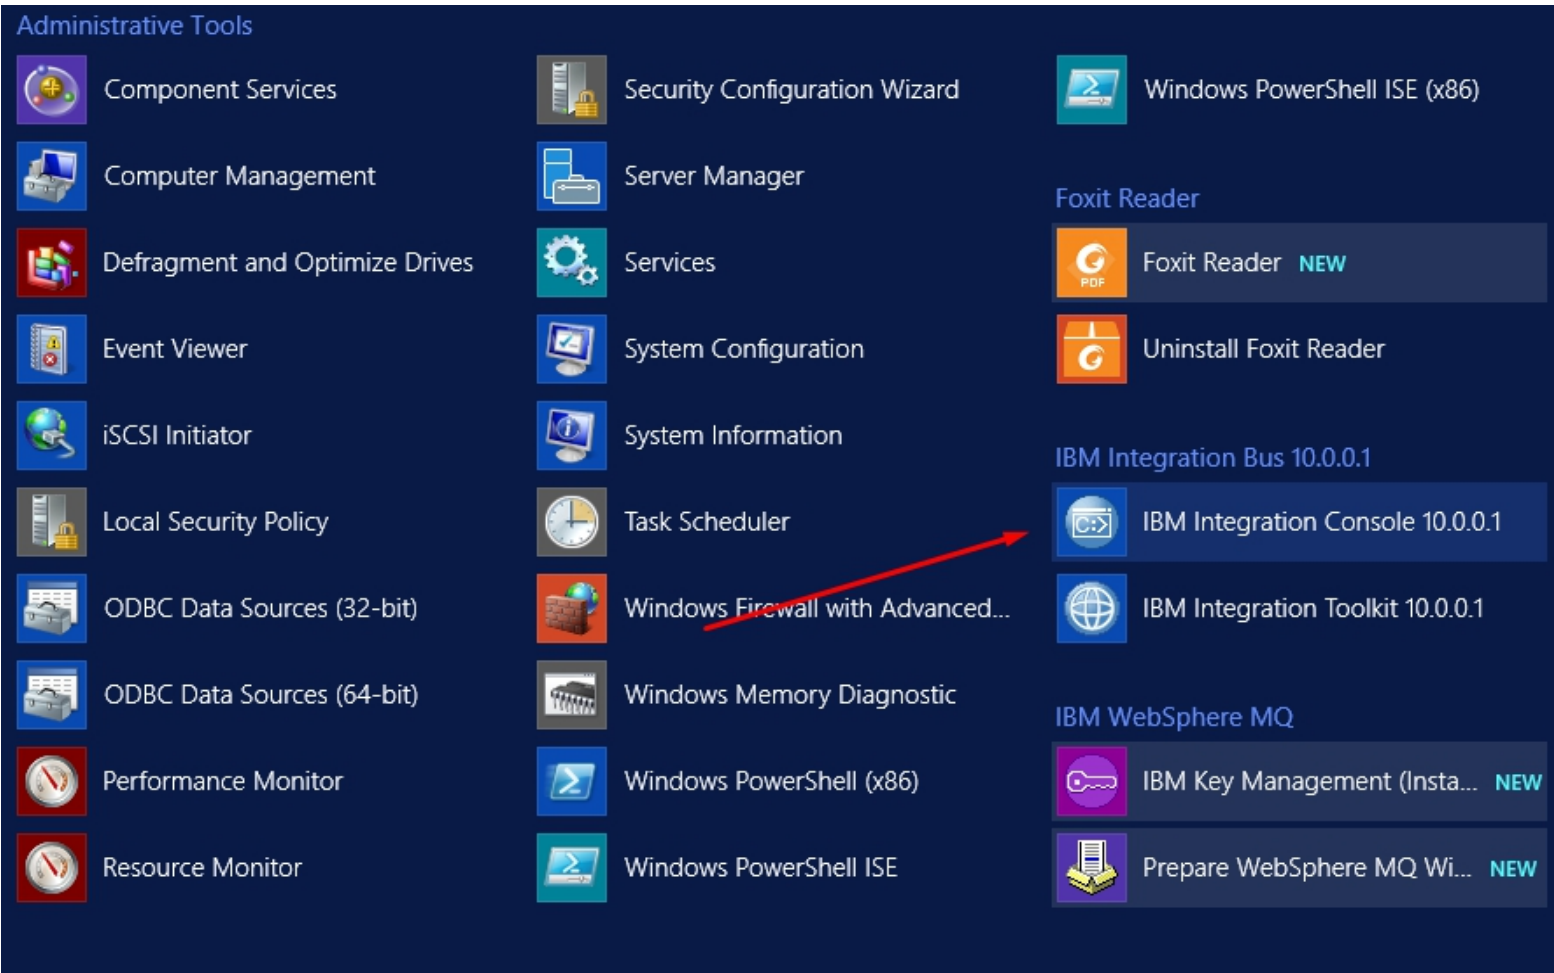 Administrative Tools
Component Services
Computer Management
Defragment and Optimize Drives
Event Viewer
iSCSI Initiator
Local Security Policy
ODBC Data Sources (32-bit)
ODBC Data Sources (64-bit)
Performance Monitor
Resource Monitor
Security Configuration Wizard
Server Manager
Services
System Configuration
System Information
Task Scheduler
Windows Firewall with Advanced...
Windows Memory Diagnostic
Windows PowerShell (x86)
Windows PowerShell ISE
Windows PowerShell ISE (x86)
Foxit Reader
PDF
Foxit Reader NEW
Uninstall Foxit Reader
IBM Integration Bus 10.0.0.1
C:>
IBM Integration Console 10.0.0.1
IBM Integration Toolkit 10.0.0.1
IBM WebSphere MQ
IBM Key Management (Insta... NEW
Prepare WebSphere MQ Wi... NEW